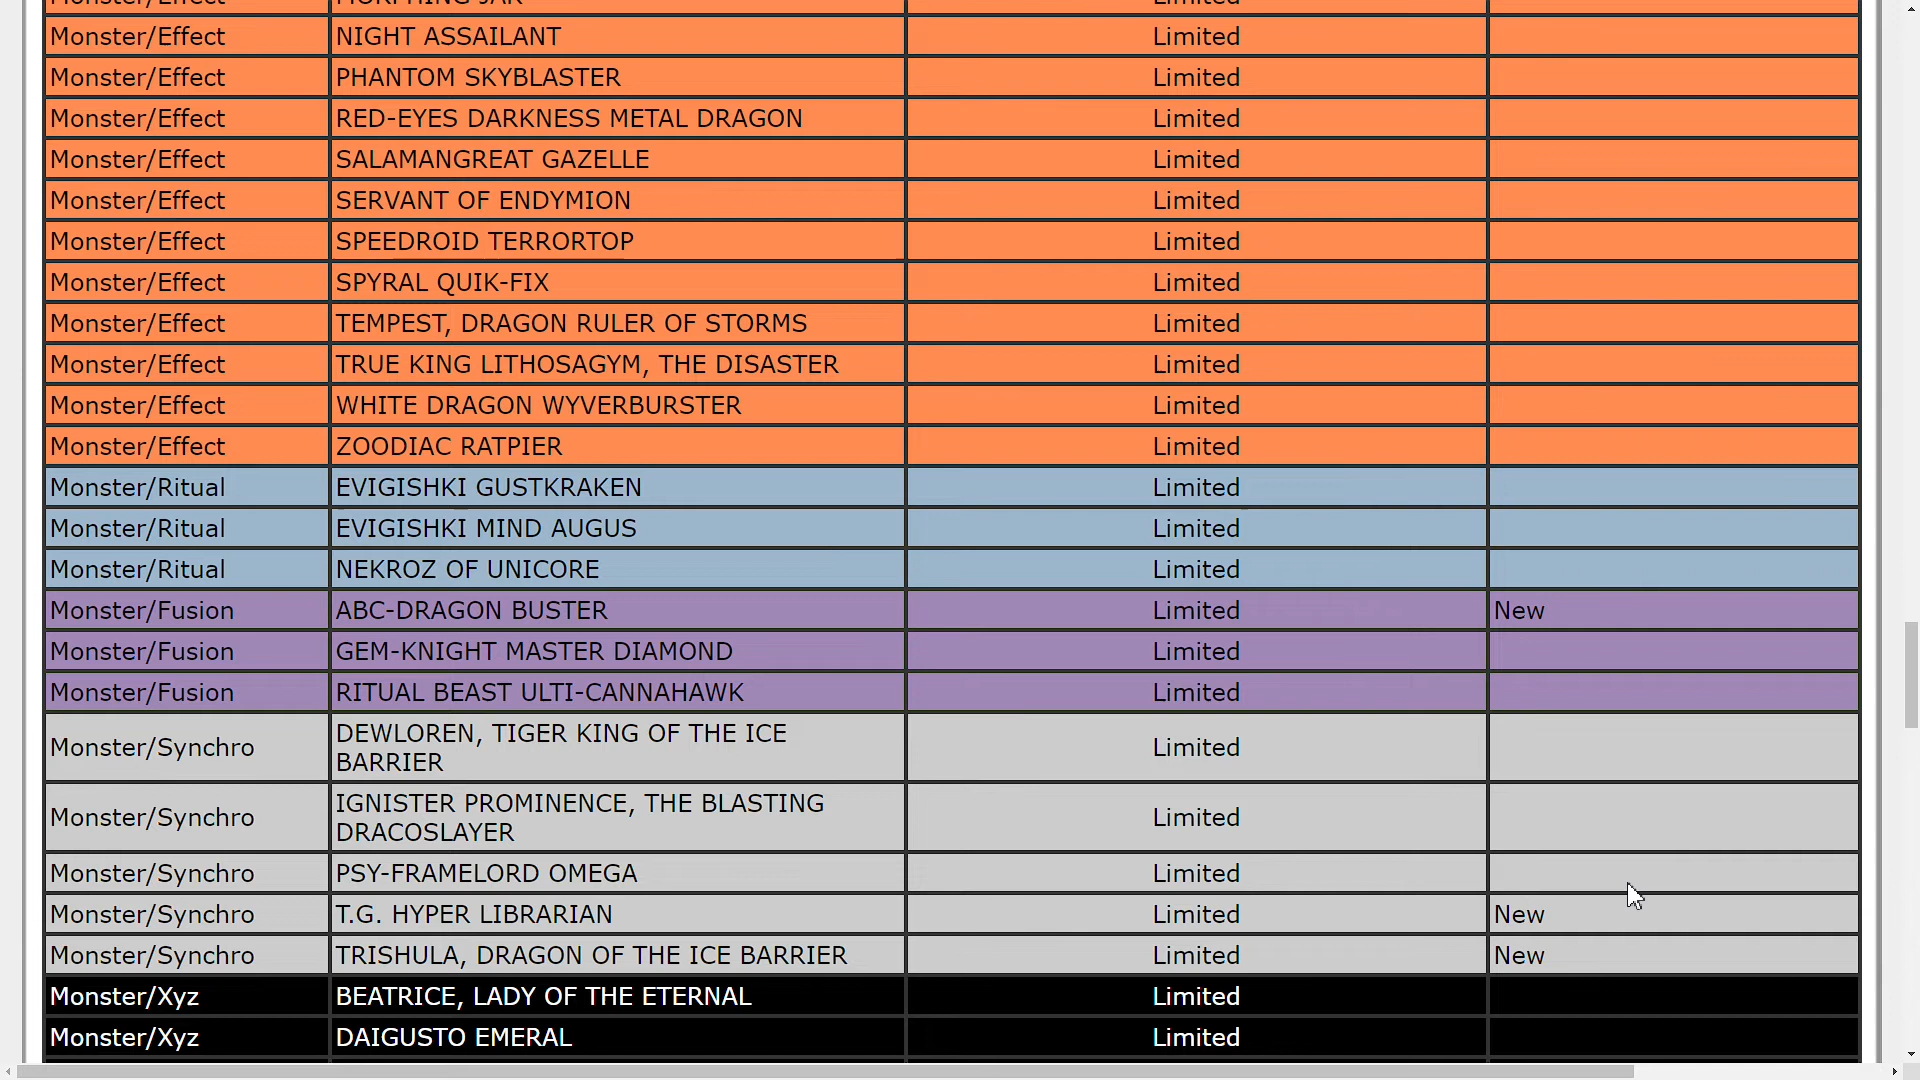 Monster/Effect MORPHING JAR Limited
Monster/Effect NIGHT ASSAILANT Limited
Monster/Effect PHANTOM SKYBLASTER Limited
Monster/Effect RED-EYES DARKNESS METAL DRAGON Limited
Monster/Effect SALAMANGREAT GAZELLE Limited
Monster/Effect SERVANT OF ENDYMION Limited
Monster/Effect SPEEDROID TERRORTOP Limited
Monster/Effect SPYRAL QUIK-FIX Limited
Monster/Effect TEMPEST, DRAGON RULER OF STORMS Limited
Monster/Effect TRUE KING LITHOSAGYM, THE DISASTER Limited
Monster/Effect WHITE DRAGON WYVERBURSTER Limited
Monster/Effect ZOODIAC RATPIER Limited
Monster/Ritual EVIGISHKI GUSTKRAKEN Limited
Monster/Ritual EVIGISHKI MIND AUGUS Limited
Monster/Ritual NEKROZ OF UNICORE Limited
Monster/Fusion ABC-DRAGON BUSTER Limited New
Monster/Fusion GEM-KNIGHT MASTER DIAMOND Limited
Monster/Fusion RITUAL BEAST ULTI-CANNAHAWK Limited
Monster/Synchro DEWLOREN, TIGER KING OF THE ICE
BARRIER Limited
Monster/Synchro IGNISTER PROMINENCE, THE BLASTING
DRACOSLAYER Limited
Monster/Synchro PSY-FRAMELORD OMEGA Limited
Monster/Synchro T.G. HYPER LIBRARIAN Limited New
Monster/Synchro TRISHULA, DRAGON OF THE ICE BARRIER Limited New
Monster/Xyz BEATRICE, LADY OF THE ETERNAL Limited
Monster/Xyz DAIGUSTO EMERAL Limited